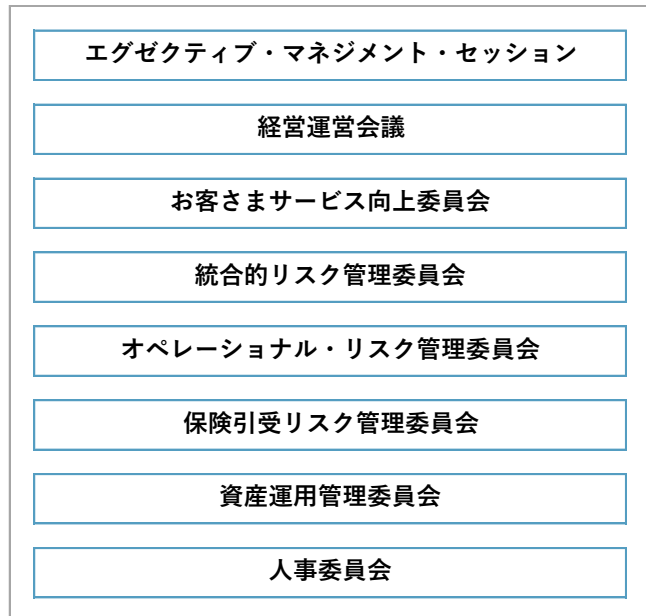 エグゼクティブ・マネジメント・セッション
経営運営会議
お客さまサービス向上委員会
統合的リスク管理委員会
オペレーショナル・リスク管理委員会
保険引受リスク管理委員会
資産運用管理委員会
人事委員会